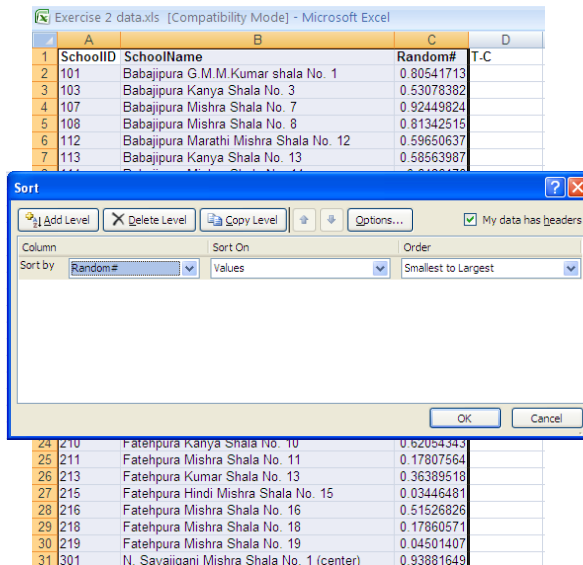 Exercise 2 data.xls [Compatibility Mode] - Microsoft Excel
A B C D
1 SchoolID SchoolName Random# T-C
2 101 Babajipura G.M.M.Kumar shala No. 1 0.80541713
3 103 Babajipura Kanya Shala No. 3 0.53078382
4 107 Babajipura Mishra Shala No. 7 0.92449824
5 108 Babajipura Mishra Shala No. 8 0.81342515
6 112 Babajipura Marathi Mishra Shala No. 12 0.59650637
7 113 Babajipura Kanya Shala No. 13 0.58563987
Sort
Add Level Delete Level Copy Level Options... My data has headers
Column Sort On Order
Sort by Random# Values Smallest to Largest
OK Cancel
24 210 Fatehpura Kanya Shala No. 10 0.62054343
25 211 Fatehpura Mishra Shala No. 11 0.17807564
26 213 Fatehpura Kumar Shala No. 13 0.36389518
27 215 Fatehpura Hindi Mishra Shala No. 15 0.03446481
28 216 Fatehpura Mishra Shala No. 16 0.51526826
29 218 Fatehpura Mishra Shala No. 18 0.17860571
30 219 Fatehpura Mishra Shala No. 19 0.04501407
31 301 N. Sayajiganj Mishra Shala No. 1 (center) 0.93881649